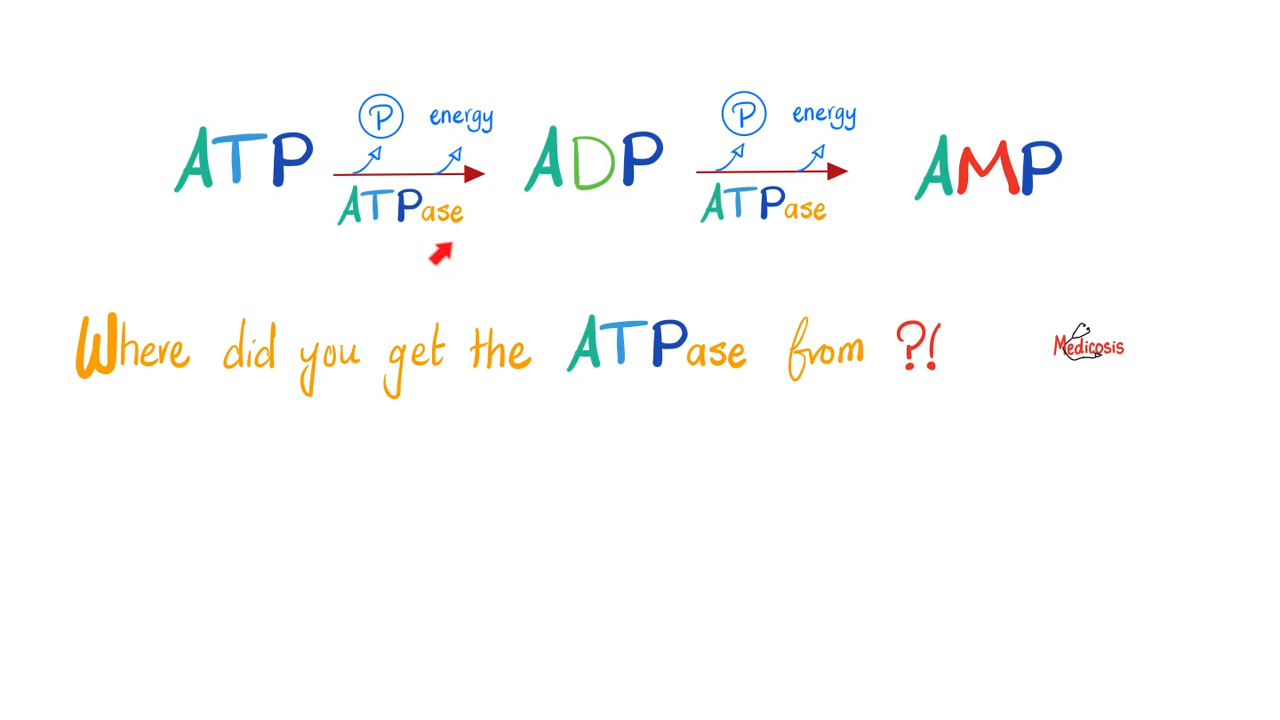 P energy P energy
ATP ADP AMP
ATPase ATPase
Where did you get the ATPase from ?!
Medicosis